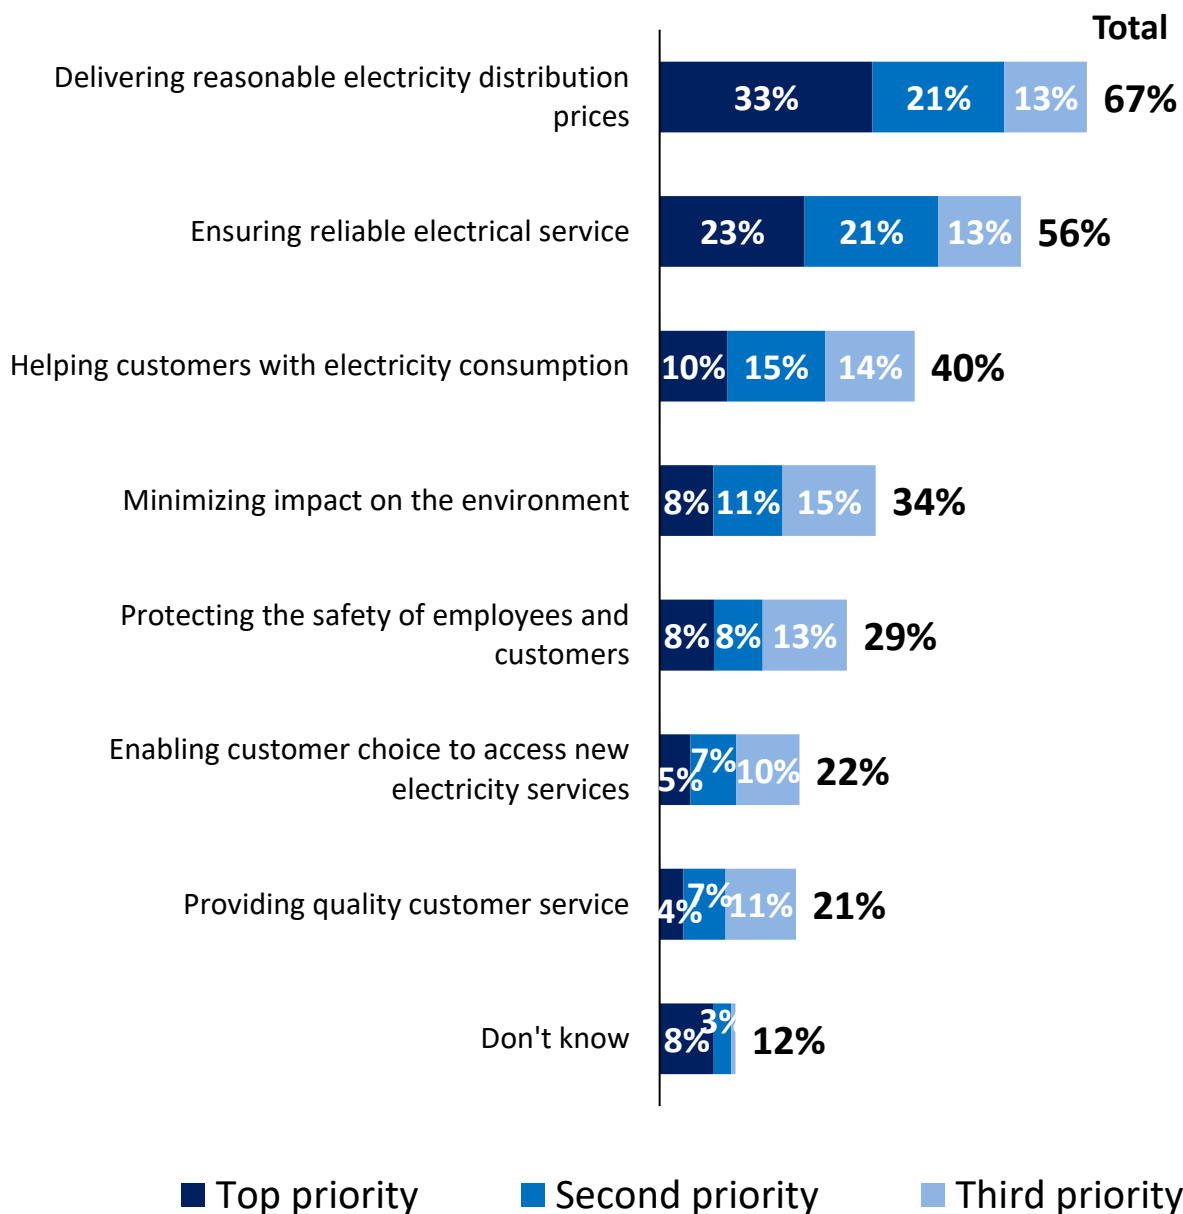 Total
Delivering reasonable electricity distribution
prices
33% 21% 13% 67%
Ensuring reliable electrical service
23% 21% 13% 56%
Helping customers with electricity consumption
10% 15% 14% 40%
Minimizing impact on the environment
8% 11% 15% 34%
Protecting the safety of employees and
customers
8% 8% 13% 29%
Enabling customer choice to access new
electricity services
5% 7% 10% 22%
Providing quality customer service
4% 7% 11% 21%
Don't know
8% 3% 12%
Top priority Second priority Third priority